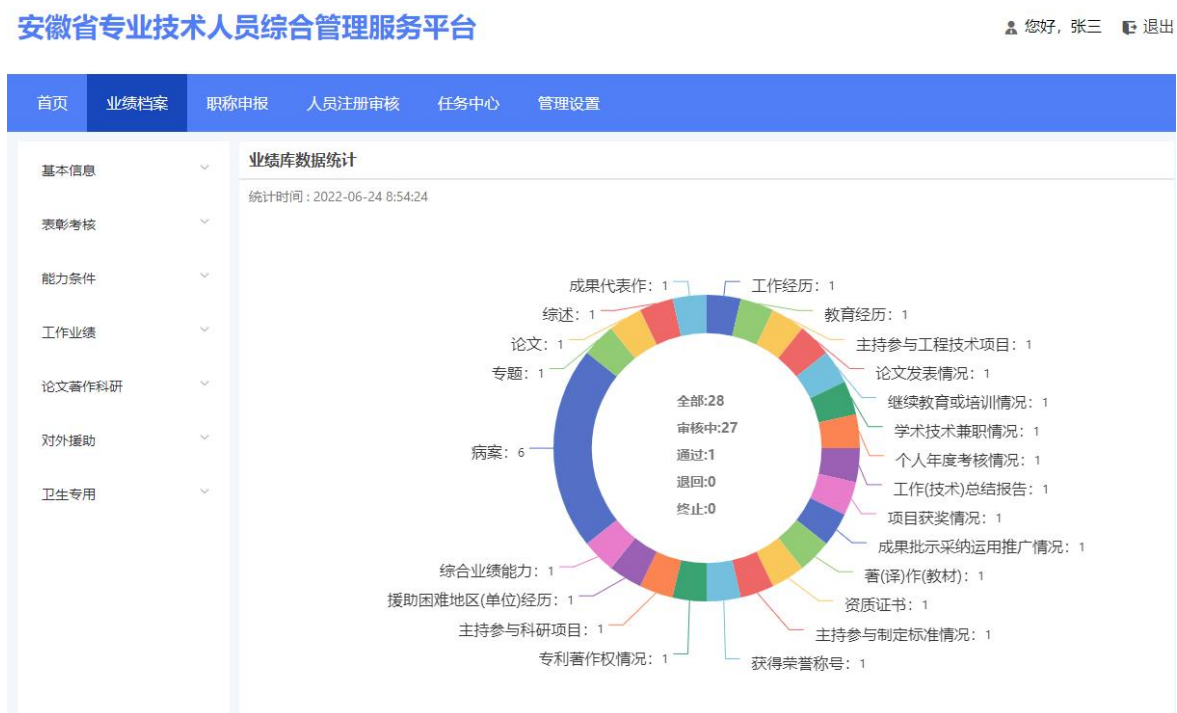 安徽省专业技术人员综合管理服务平台
您好, 张三 退出
首页 业绩档案 职称申报 人员注册审核 任务中心 管理设置
基本信息
表彰考核
能力条件
工作业绩
论文著作科研
对外援助
卫生专用
业绩库数据统计
统计时间 : 2022-06-24 8:54:24
成果代表作: 1
综述: 1
论文: 1
专题: 1
病案: 6
综合业绩能力: 1
援助困难地区(单位)经历: 1
主持参与科研项目: 1
专利著作权情况: 1
工作经历: 1
教育经历: 1
主持参与工程技术项目: 1
论文发表情况: 1
继续教育或培训情况: 1
学术技术兼职情况: 1
个人年度考核情况: 1
工作(技术)总结报告: 1
项目获奖情况: 1
成果批示采纳运用推广情况: 1
著(译)作(教材): 1
资质证书: 1
主持参与制定标准情况: 1
获得荣誉称号: 1
全部:28
审核中:27
通过:1
退回:0
终止:0